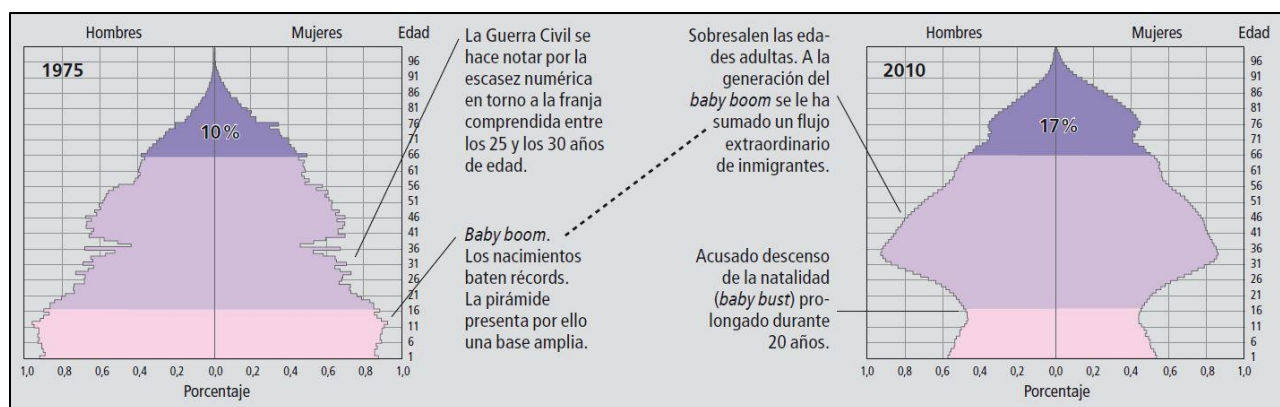 Hombres Mujeres Edad
1975
96
91
86
81
76
71
66
61
56
51
46
41
36
31
26
21
16
11
6
1
10%
1,0 0,8 0,6 0,4 0,2 0,0 0,2 0,4 0,6 0,8 1,0
Porcentaje
La Guerra Civil se
hace notar por la
escasez numérica
en torno a la franja
comprendida entre
los 25 y los 30 años
de edad.
Baby boom.
Los nacimientos
baten récords.
La pirámide
presenta por ello
una base amplia.
Sobresalen las eda-
des adultas. A la
generación del
baby boom se le ha
sumado un flujo
extraordinario
de inmigrantes.
Acusado descenso
de la natalidad
(baby bust) pro-
longado durante
20 años.
Hombres Mujeres Edad
2010
96
91
86
81
76
71
66
61
56
51
46
41
36
31
26
21
16
11
6
1
17%
1,0 0,8 0,6 0,4 0,2 0,0 0,2 0,4 0,6 0,8 1,0
Porcentaje